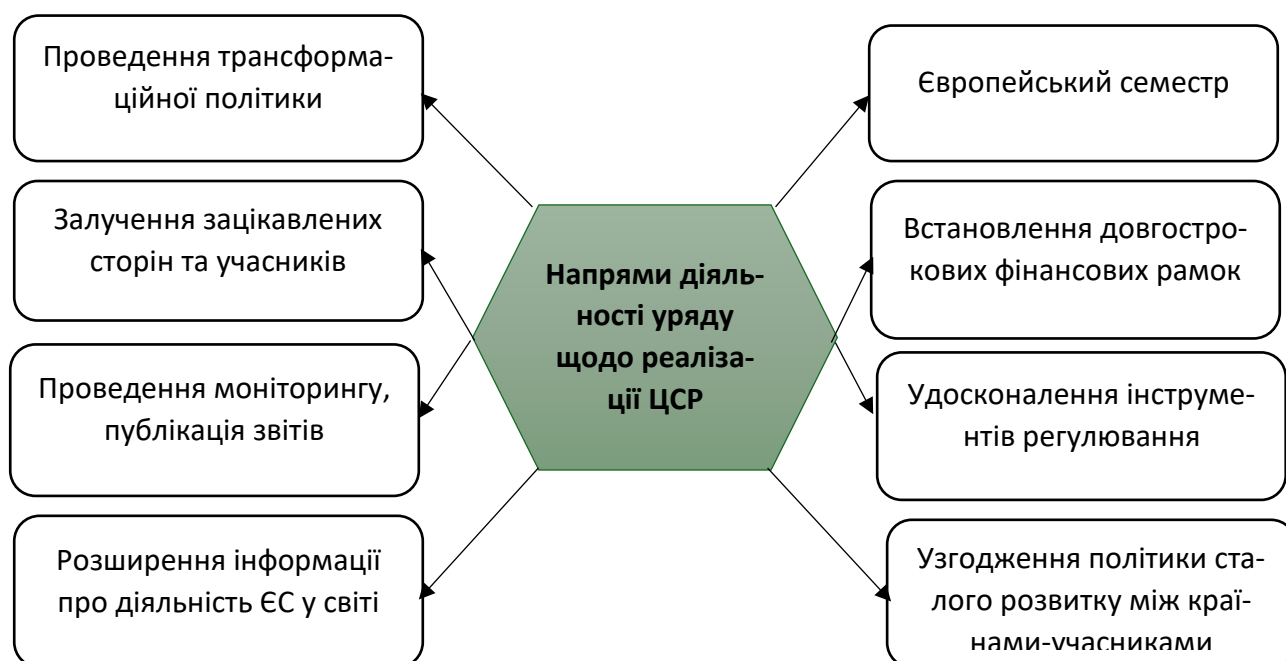 Проведення трансформа-
ційної політики
Залучення зацікавлених
сторін та учасників
Проведення моніторингу,
публікація звітів
Розширення інформації
про діяльність ЄС у світі
Напрями діяль-
ності уряду
щодо реаліза-
ції ЦСР
Європейський семестр
Встановлення довгостро-
кових фінансових рамок
Удосконалення інструме-
нтів регулювання
Узгодження політики ста-
лого розвитку між краї-
нами-учасниками